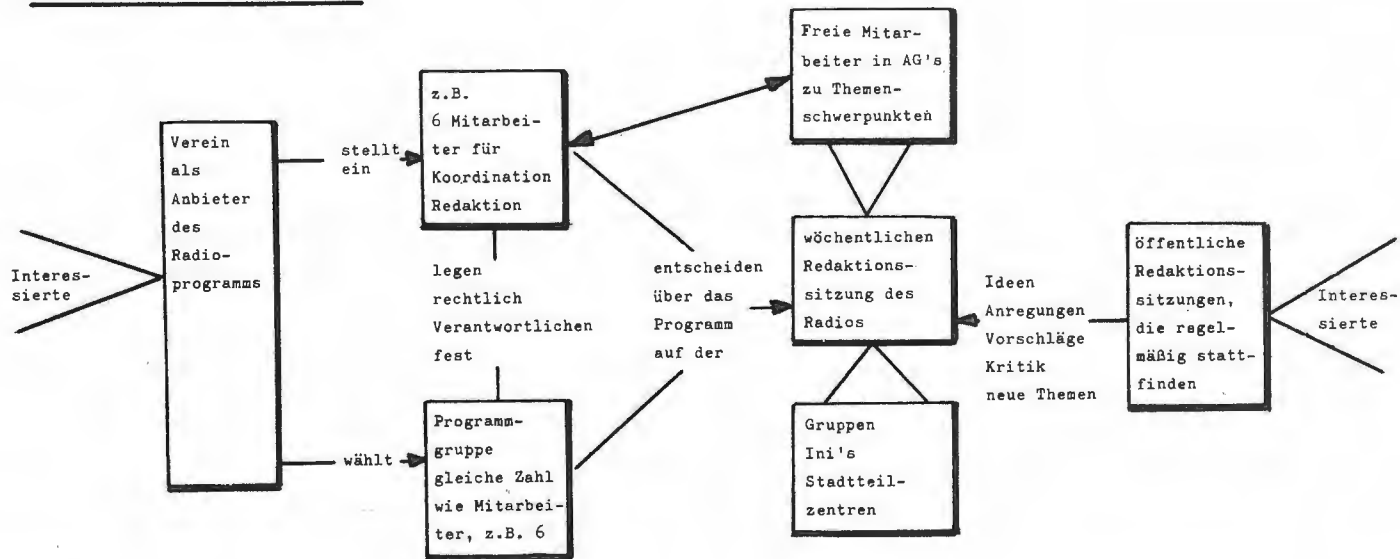 Interes-
sierte
Verein
als
Anbieter
des
Radio-
programms
stellt
ein
wählt
z.B.
6 Mitarbei-
ter für
Koordination
Redaktion
legen
rechtlich
Verantwortlichen
fest
Programm-
gruppe
gleiche Zahl
wie Mitarbei-
ter, z.B. 6
entscheiden
über das
Programm
auf der
Freie Mitar-
beiter in AG's
zu Themen-
schwerpunkten
wöchentlichen
Redaktions-
sitzung des
Radios
Gruppen
Ini's
Stadtteil-
zentren
Ideen
Anregungen
Vorschläge
Kritik
neue Themen
öffentliche
Redaktions-
sitzungen,
die regel-
mäßig statt-
finden
Interes-
sierte